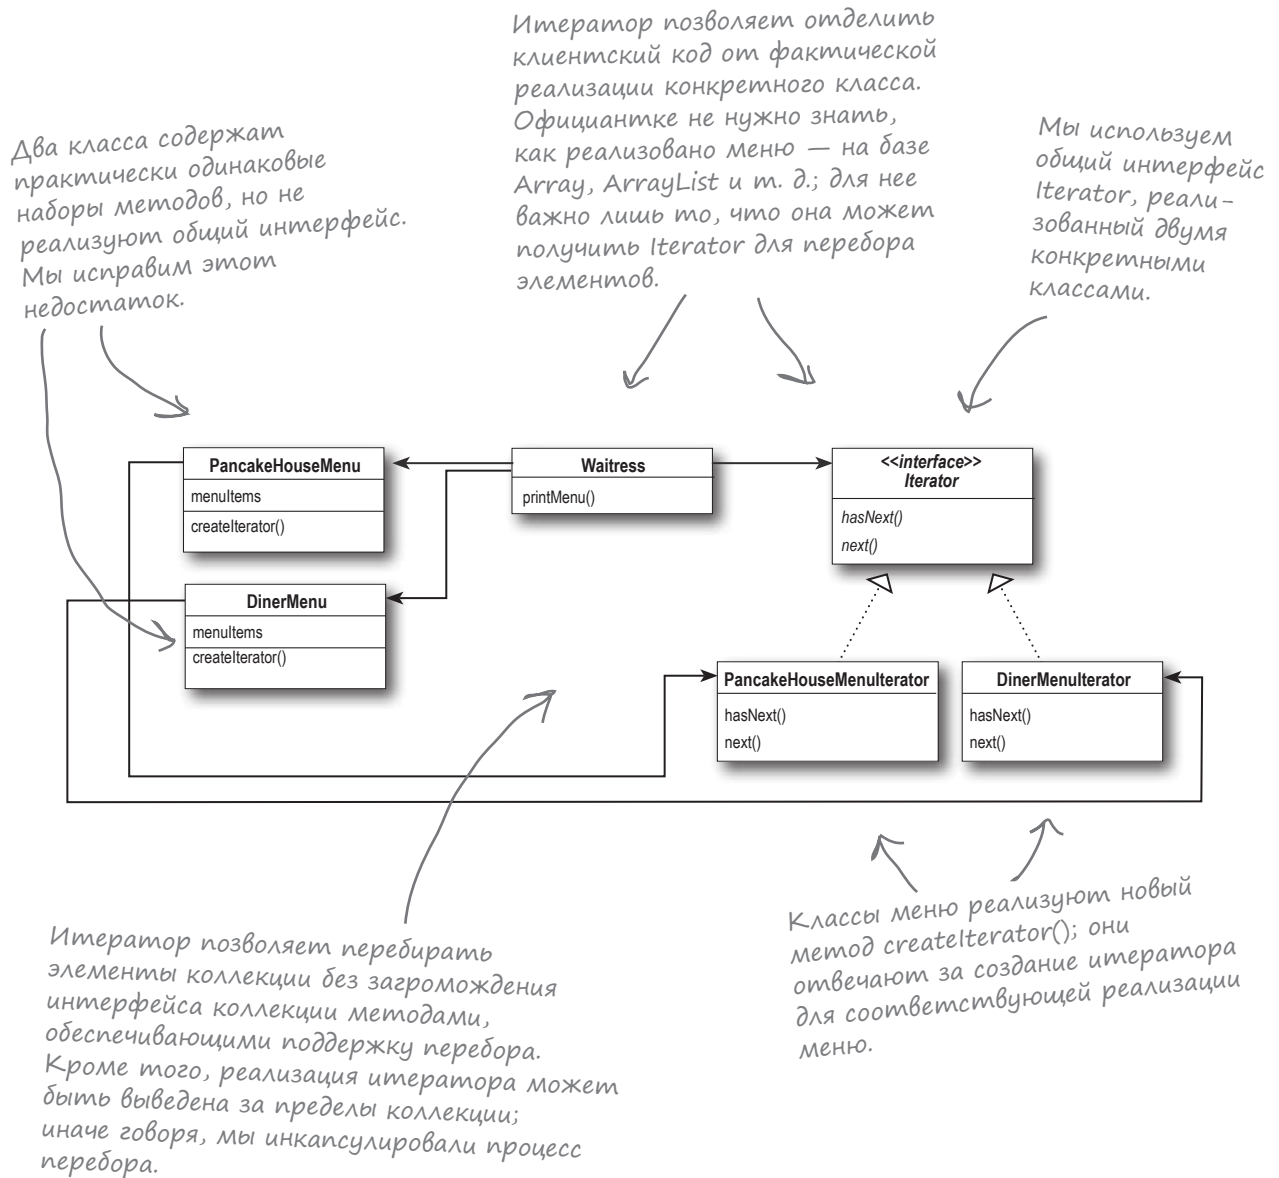 Итератор позволяет отделить
клиентский код от фактической
реализации конкретного класса.
Официантке не нужно знать,
как реализовано меню — на базе
Array, ArrayList и т. д.; для нее
важно лишь то, что она может
получить Iterator для перебора
элементов.
Два класса содержат
практически одинаковые
наборы методов, но не
реализуют общий интерфейс.
Мы исправим этот
недостаток.
Мы используем
общий интерфейс
Iterator, реали-
зованный двумя
конкретными
классами.
PancakeHouseMenu
menuItems
createIterator()
Waitress
printMenu()
<<interface>>
Iterator
hasNext()
next()
DinerMenu
menuItems
createIterator()
PancakeHouseMenuIterator
hasNext()
next()
DinerMenuIterator
hasNext()
next()
Итератор позволяет перебирать
элементы коллекции без загромождения
интерфейса коллекции методами,
обеспечивающими поддержку перебора.
Кроме того, реализация итератора может
быть выведена за пределы коллекции;
иначе говоря, мы инкапсулировали процесс
перебора.
Классы меню реализуют новый
метод createIterator(); они
отвечают за создание итератора
для соответствующей реализации
меню.